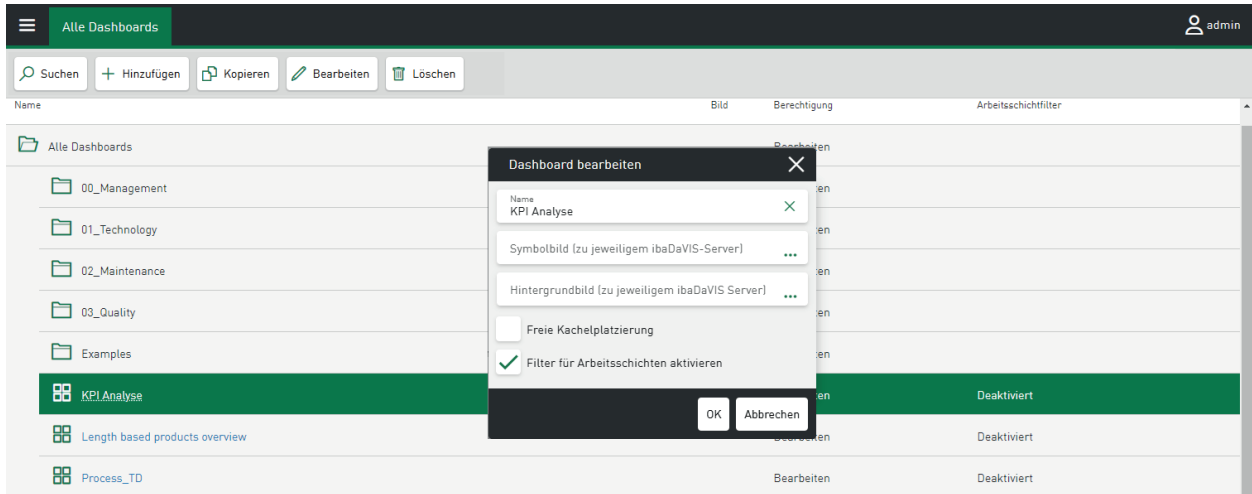 Alle Dashboards
admin
Suchen
Hinzufügen
Kopieren
Bearbeiten
Löschen
Name Bild Berechtigung Arbeitsschichtfilter
Alle Dashboards
00_Management
01_Technology
02_Maintenance
03_Quality
Examples
KPI Analyse Deaktiviert
Length based products overview Bearbeiten Deaktiviert
Process_TD Bearbeiten Deaktiviert
Dashboard bearbeiten
Name
KPI Analyse
Symbolbild (zu jeweiligem ibaDaVIS-Server)
Hintergrundbild (zu jeweiligem ibaDaVIS Server)
Freie Kachelplatzierung
Filter für Arbeitsschichten aktivieren
OK Abbrechen